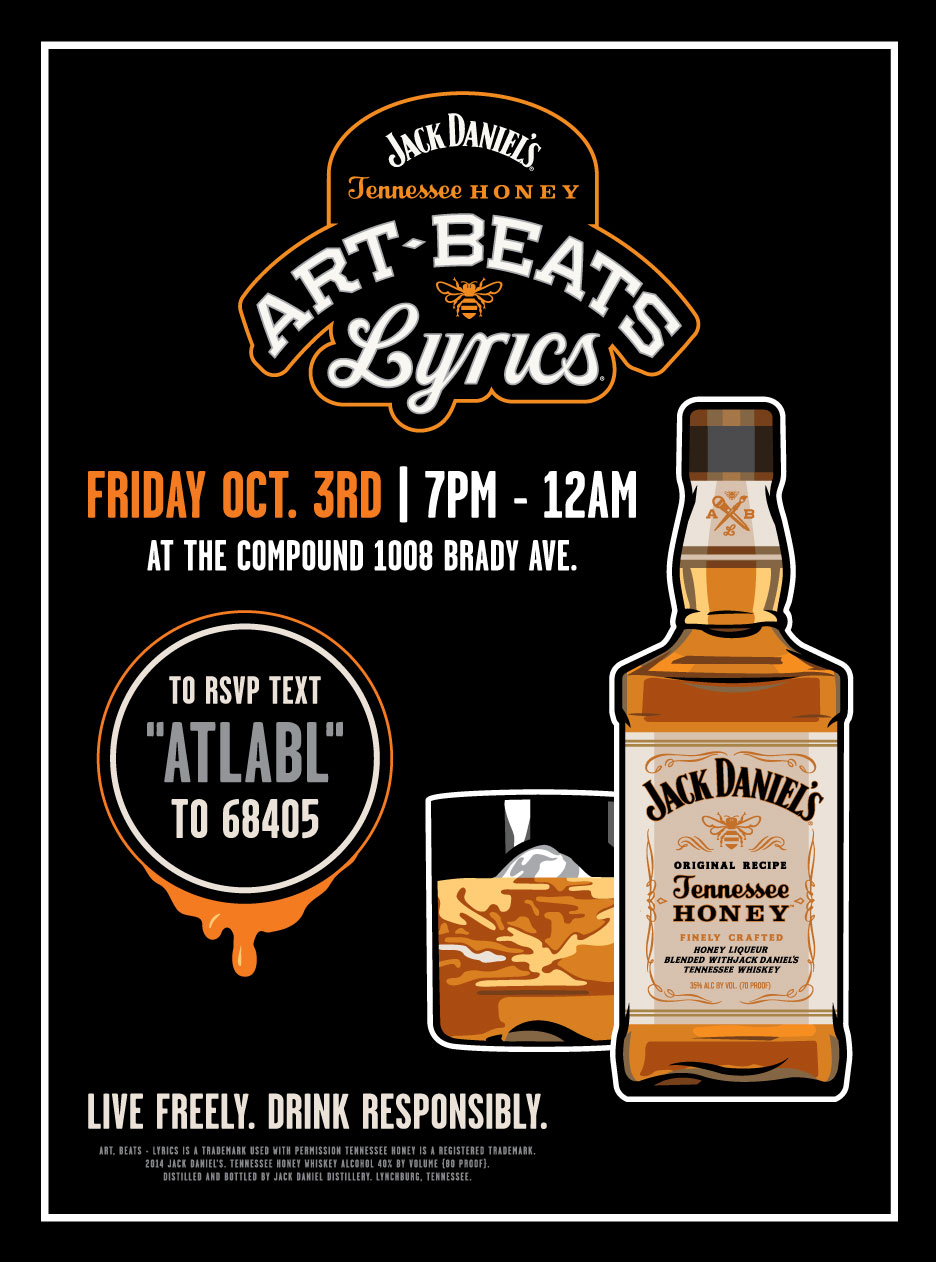 JACK DANIEL'S
Tennessee HONEY
ART-BEATS
Lyrics
FRIDAY OCT. 3RD | 7PM - 12AM
AT THE COMPOUND 1008 BRADY AVE.
TO RSVP TEXT
"ATLABL"
TO 68405
A B
L
JACK DANIEL'S
ORIGINAL RECIPE
Tennessee
HONEY
FINELY CRAFTED
HONEY LIQUEUR
BLENDED WITHJACK DANIEL'S
TENNESSEE WHISKEY
35% ALC BY VOL. (70 PROOF)
LIVE FREELY. DRINK RESPONSIBLY.
ART, BEATS - LYRICS IS A TRADEMARK USED WITH PERMISSION TENNESSEE HONEY IS A REGISTERED TRADEMARK.
2014 JACK DANIEL'S. TENNESSEE HONEY WHISKEY ALCOHOL 40% BY VOLUME (80 PROOF).
DISTILLED AND BOTTLED BY JACK DANIEL DISTILLERY. LYNCHBURG, TENNESSEE.